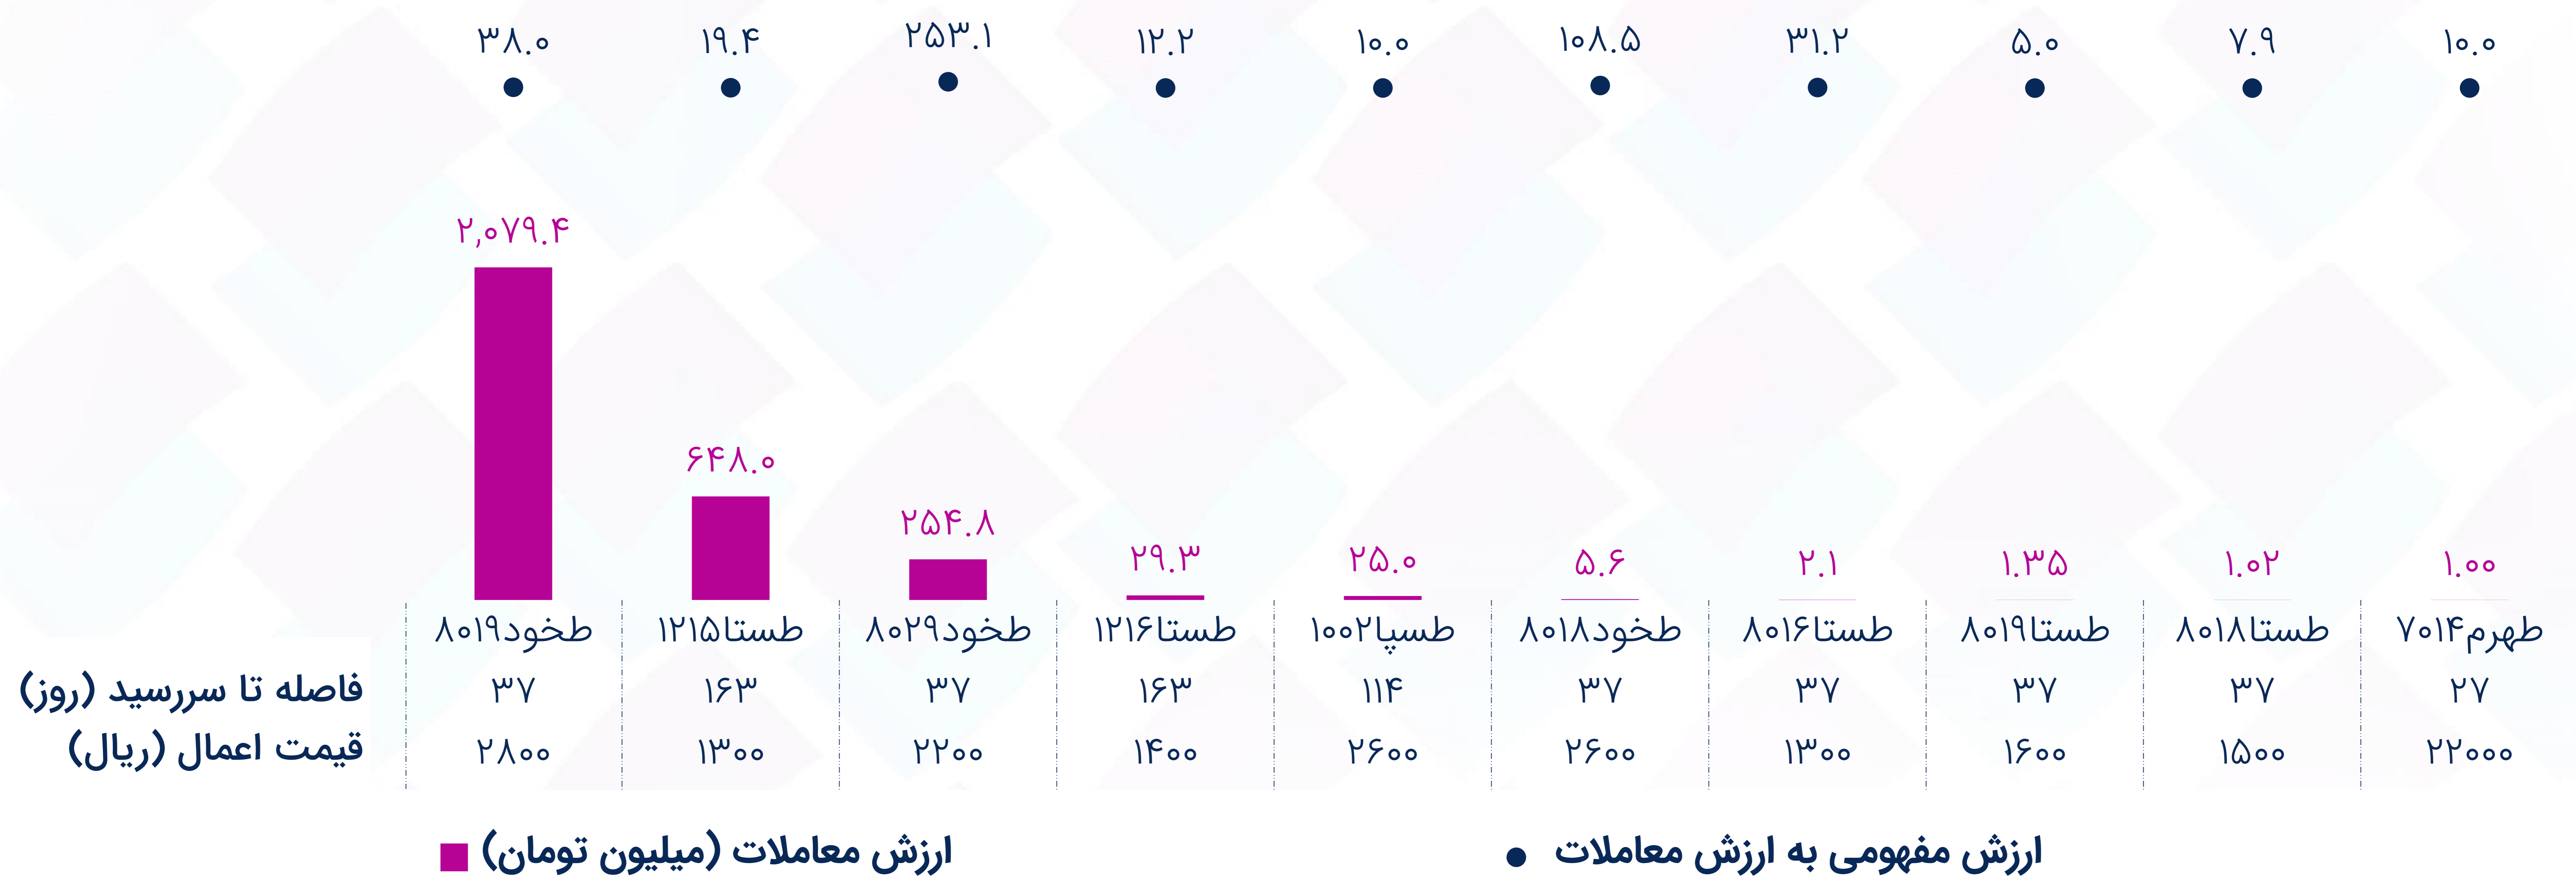 ۳۸.۰ ۱۹.۴ ۲۵۳.۱ ۱۲.۲ ۱۰.۰ ۱۰۸.۵ ۳۱.۲ ۵.۰ ۷.۹ ۱۰.۰
۲,۰۷۹.۴ ۶۴۸.۰ ۲۵۴.۸ ۲۹.۳ ۲۵.۰ ۵.۶ ۲.۱ ۱.۳۵ ۱.۰۲ ۱.۰۰
طخود۸۰۱۹ طستا۱۲۱۵ طخود۸۰۲۹ طستا۱۲۱۶ طسپا۱۰۰۲ طخود۸۰۱۸ طستا۸۰۱۶ طستا۸۰۱۹ طستا۸۰۱۸ طهرم۷۰۱۴
فاصله تا سررسید (روز) ۳۷ ۱۶۳ ۳۷ ۱۶۳ ۱۱۴ ۳۷ ۳۷ ۳۷ ۳۷ ۲۷
قیمت اعمال (ریال) ۲۸۰۰ ۱۳۰۰ ۲۲۰۰ ۱۴۰۰ ۲۶۰۰ ۲۶۰۰ ۱۳۰۰ ۱۶۰۰ ۱۵۰۰ ۲۲۰۰۰
ارزش معاملات (میلیون تومان)
ارزش مفهومی به ارزش معاملات